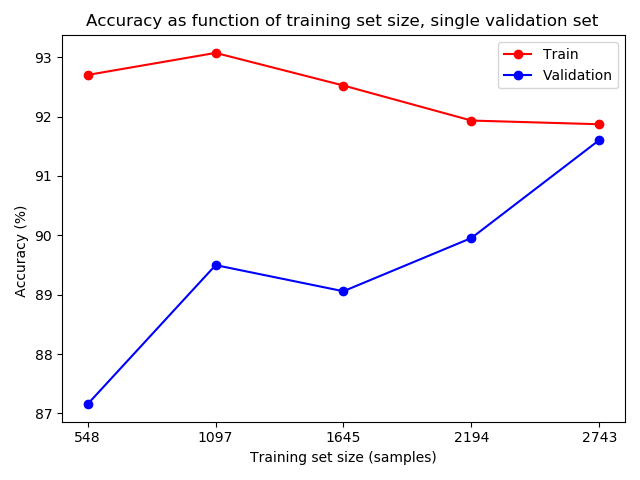 Accuracy as function of training set size, single validation set
Train
Validation
93
92
91
90
89
88
87
Accuracy (%)
548 1097 1645 2194 2743
Training set size (samples)